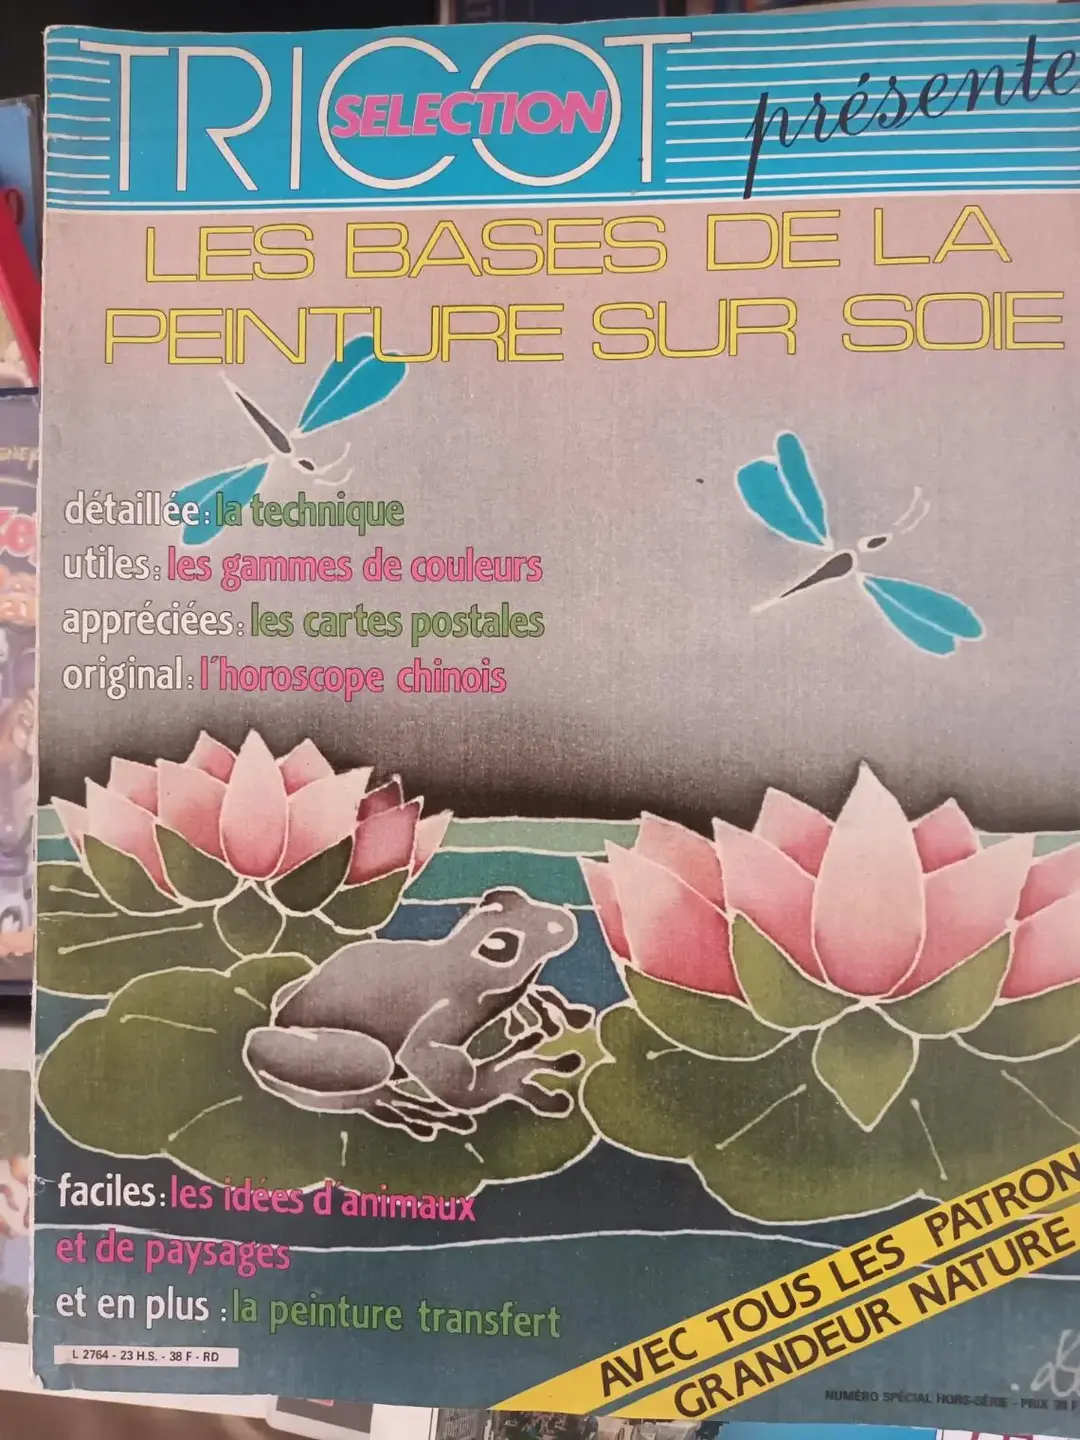 TRICOT
SELECTION
présente
LES BASES DE LA
PEINTURE SUR SOIE
détaillée: la technique
utiles: les gammes de couleurs
appréciées: les cartes postales
original: l'horoscope chinois
faciles: les idées d'animaux
et de paysages
et en plus : la peinture transfert
L 2764 - 23 H.S. - 38 F - RD
AVEC TOUS LES PATRON
GRANDEUR NATURE
NUMÉRO SPÉCIAL HORS-SÉRIE - PRIX 38 F